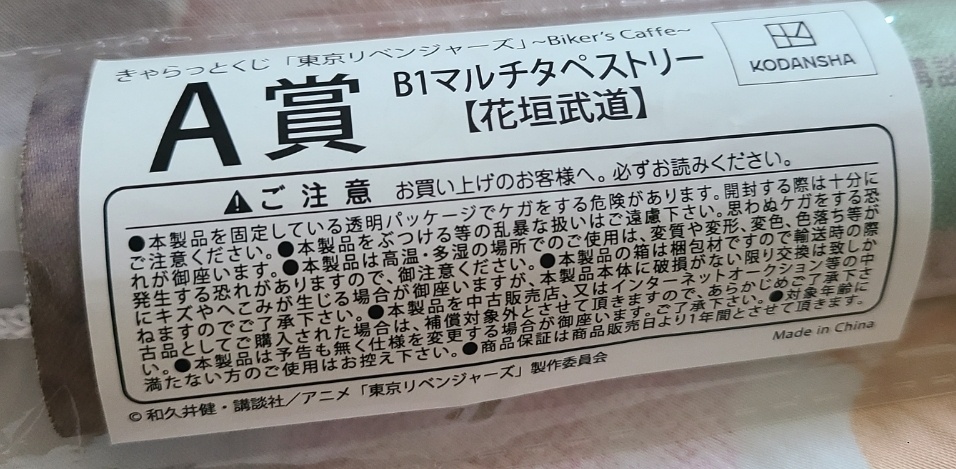 きゃらっとくじ「東京リベンジャーズ」~Biker's Caffe~
A賞
B1マルチタペストリー
【花垣武道】
KODANSHA
ご注意 お買い上げのお客様へ。必ずお読みください。
●本製品を固定している透明パッケージでケガをする危険があります。開封する際は十分に
ご注意ください。●本製品をぶつける等の乱暴な扱いはご遠慮下さい。思わぬケガをする恐
れが御座います。●本製品は高温・多湿の場所でのご使用は、変質や変形、変色、色落ち等が
発生する恐れがありますので、御注意ください。●本製品の箱は梱包材ですので輸送時の際
にキズやへこみが生じる場合が御座いますが、本製品本体に破損がない限り交換は致しか
ねますのでご了承下さい。●本製品を中古販売店、又はインターネットオークション等の中
古品としてご購入された場合は、補償対象外とさせて頂きますので、あらかじめご了承下さ
い。●本製品は予告も無く仕様を変更する場合が御座います。ご了承下さい。●対象年齢に
満たない方のご使用はお控え下さい。●商品保証は商品販売日より1年間とさせて頂きます。
Made in China
© 和久井健・講談社/アニメ「東京リベンジャーズ」製作委員会